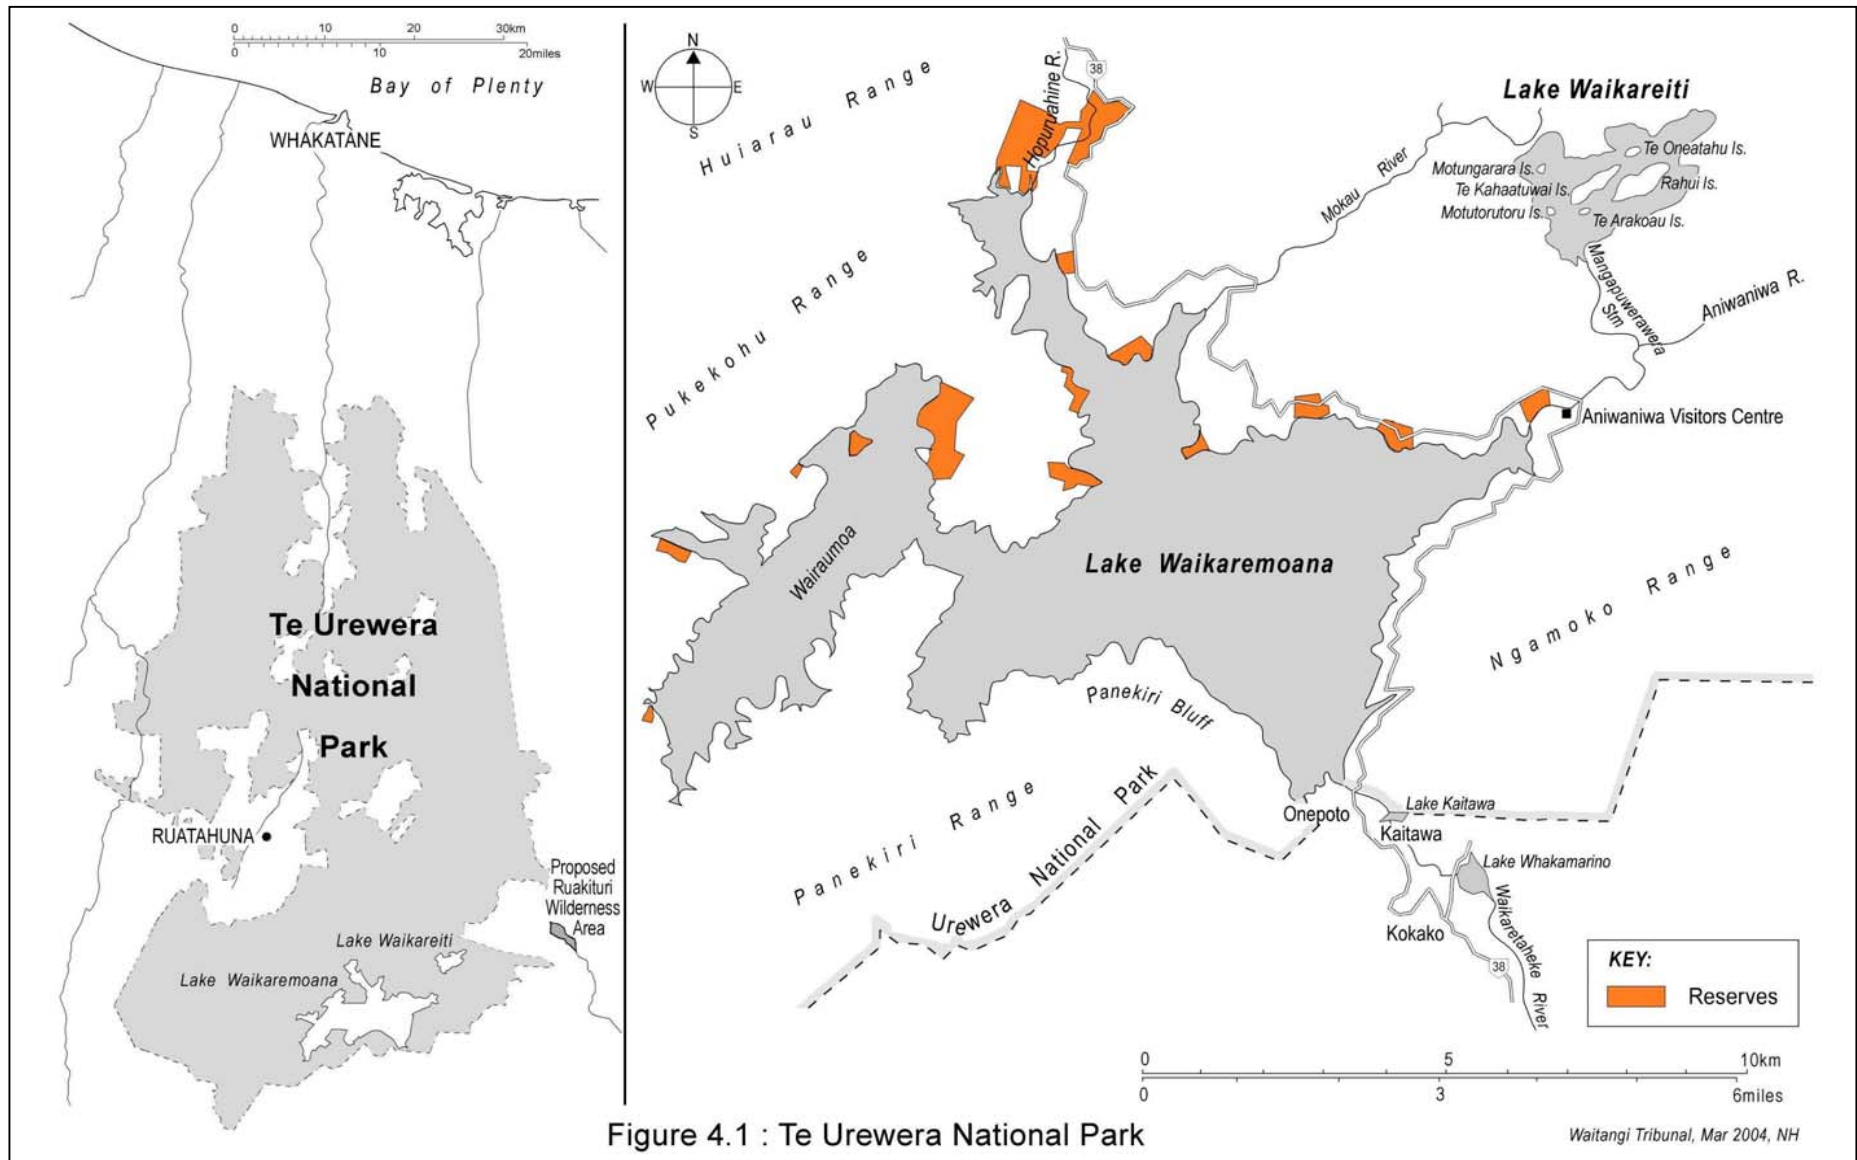 0 10 20 30km
0 10 20miles
Bay of Plenty
WHAKATANE
Te Urewera
National
Park
RUATAHUNA
Proposed
Ruakituri
Wilderness
Area
Lake Waikareiti
Lake Waikaremoana
N
W E
S
Huiarau Range
Hopuruahine R.
38
Lake Waikareiti
Te Oneatahu Is.
Motungarara Is.
Te Kahaatuwai Is.
Rahui Is.
Motutorutoru Is.
Te Arakoau Is.
Mokau River
Mangapuwerawera
Stm
Aniwaniwa R.
Pukekohu Range
Aniwaniwa Visitors Centre
Wairaumoa
Lake Waikaremoana
Ngamoko Range
Panekiri Bluff
Panekiri Range
Urewera National Park
Onepoto
Lake Kaitawa
Kaitawa
Lake Whakamarino
Waikaretaheke River
Kokako
38
KEY:
Reserves
0 5 10km
0 3 6miles
Figure 4.1 : Te Urewera National Park
Waitangi Tribunal, Mar 2004, NH